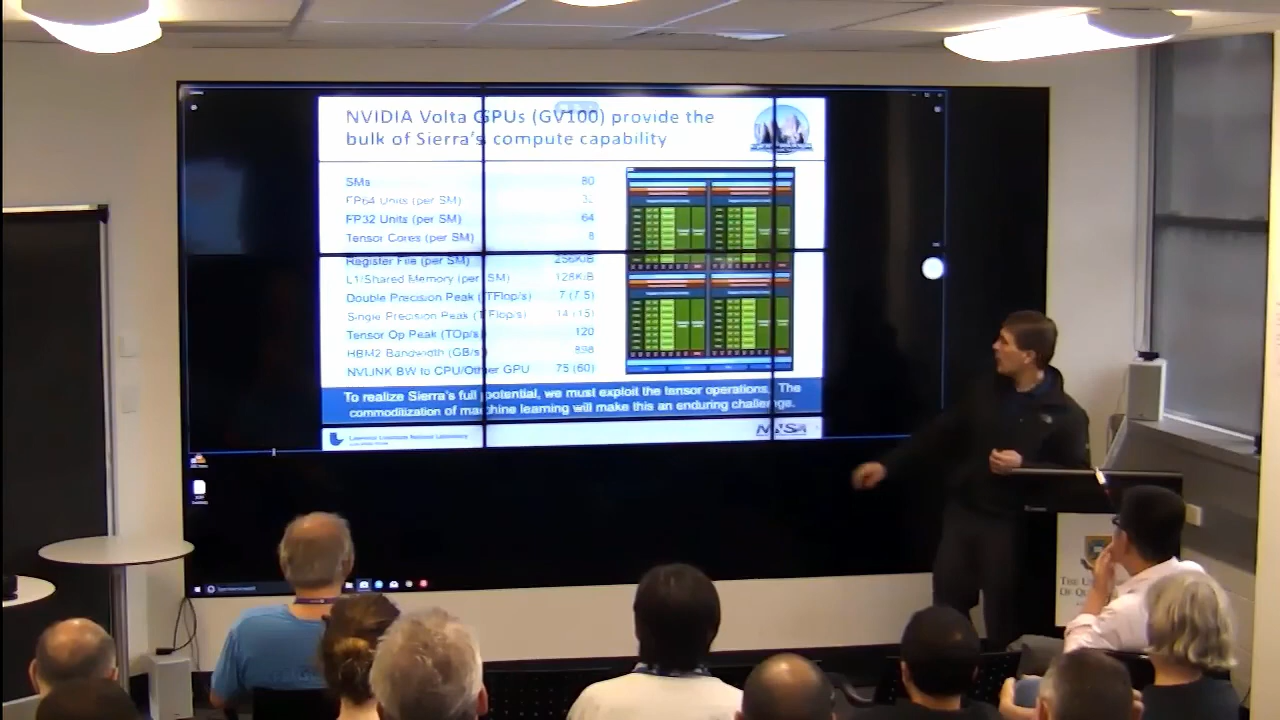 NVIDIA Volta GPUs (GV100) provide the
bulk of Sierra's compute capability
SMs 80
FP64 Units (per SM) 32
FP32 Units (per SM) 64
Tensor Cores (per SM) 8
Register File (per SM) 256KiB
L1/Shared Memory (per SM) 128KiB
Double Precision Peak (TFlop/s) 7 (7.5)
Single Precision Peak (TFlop/s) 14 (15)
Tensor Op Peak (TOp/s) 120
HBM2 Bandwidth (GB/s) 898
NVLINK BW to CPU/Other GPU 75 (60)
To realize Sierra's full potential, we must exploit the tensor operations. The
commoditization of machine learning will make this an enduring challenge.
Lawrence Livermore National Laboratory
NNSA
THE U
OF QU